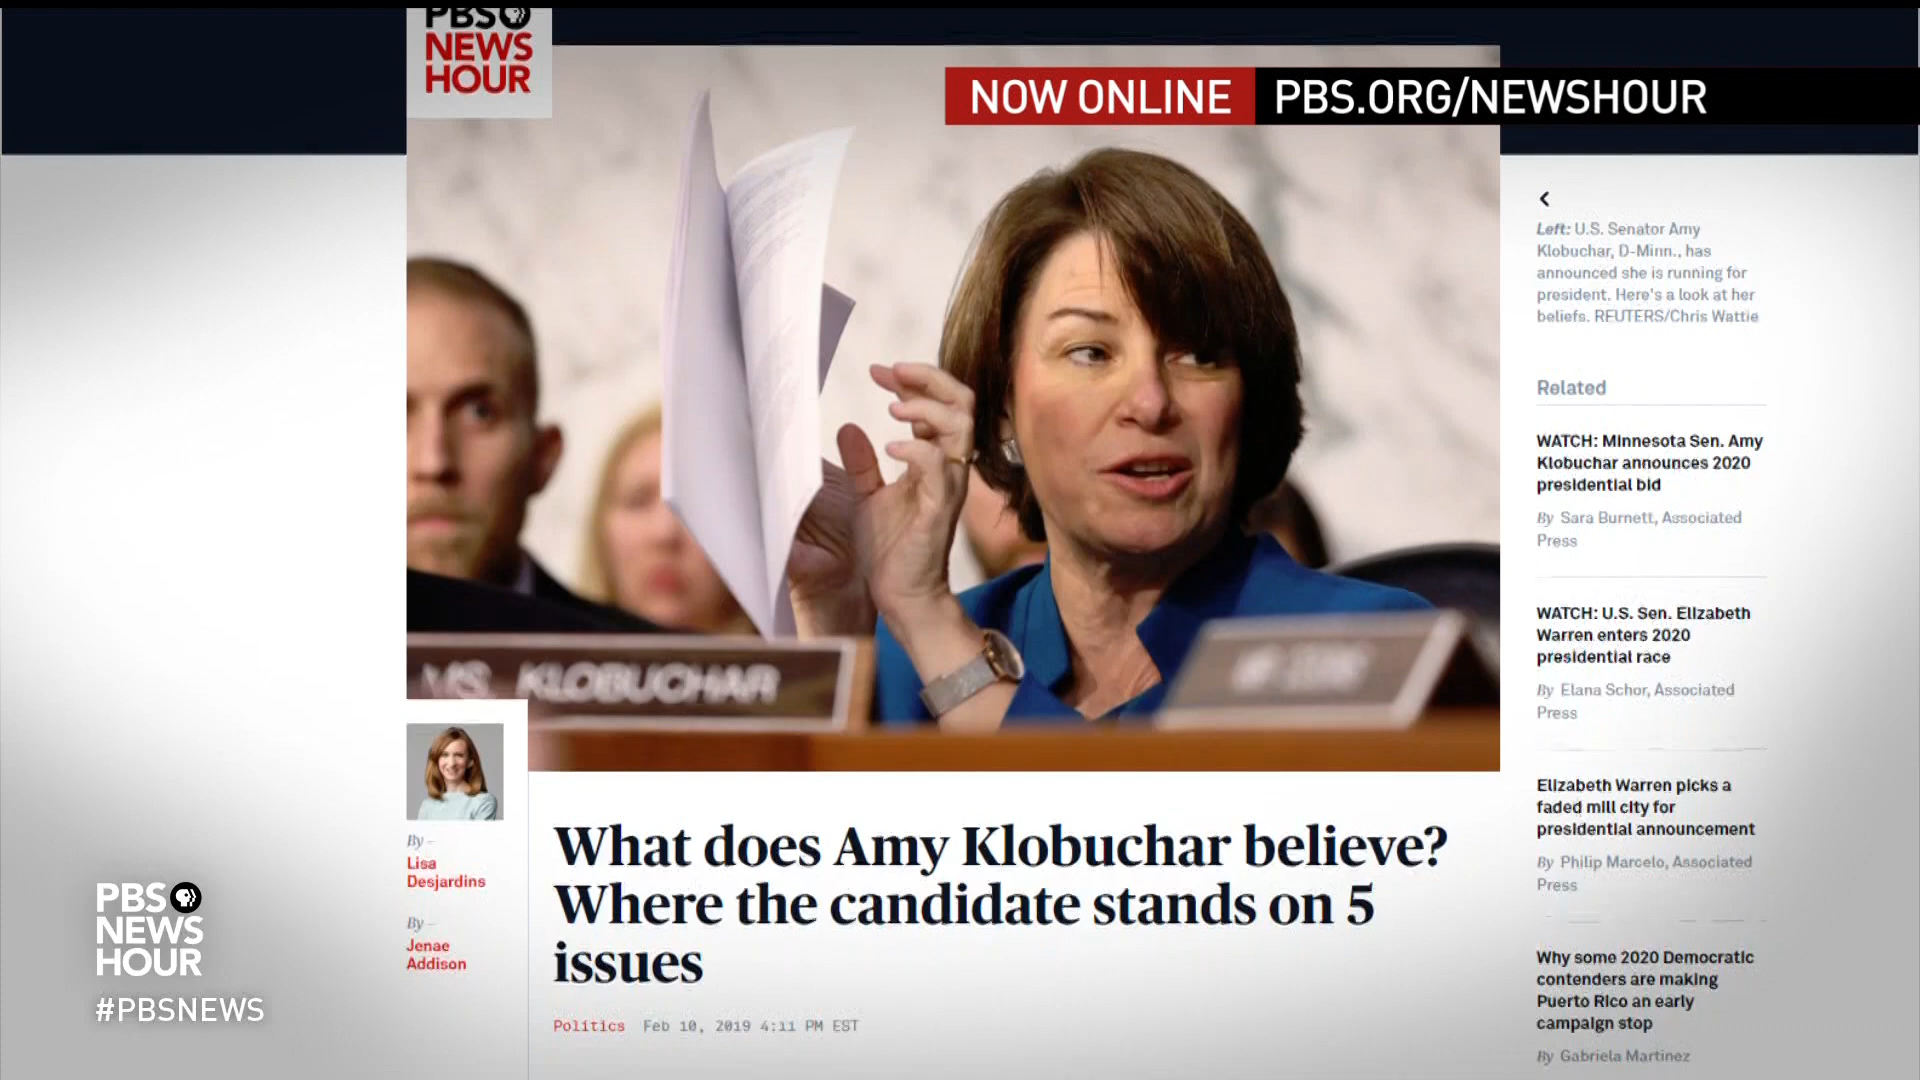 PBS
NEWS
HOUR
NOW ONLINE
PBS.ORG/NEWSHOUR
MS. KLOBUCHAR
Left: U.S. Senator Amy
Klobuchar, D-Minn., has
announced she is running for
president. Here's a look at her
beliefs. REUTERS/Chris Wattie
Related
WATCH: Minnesota Sen. Amy
Klobuchar announces 2020
presidential bid
By Sara Burnett, Associated
Press
WATCH: U.S. Sen. Elizabeth
Warren enters 2020
presidential race
By Elana Schor, Associated
Press
Elizabeth Warren picks a
faded mill city for
presidential announcement
By Philip Marcelo, Associated
Press
Why some 2020 Democratic
contenders are making
Puerto Rico an early
campaign stop
By Gabriela Martinez
By –
Lisa
Desjardins
By –
Jenae
Addison
What does Amy Klobuchar believe?
Where the candidate stands on 5
issues
Politics Feb 10, 2019 4:11 PM EST
PBS
NEWS
HOUR
#PBSNEWS